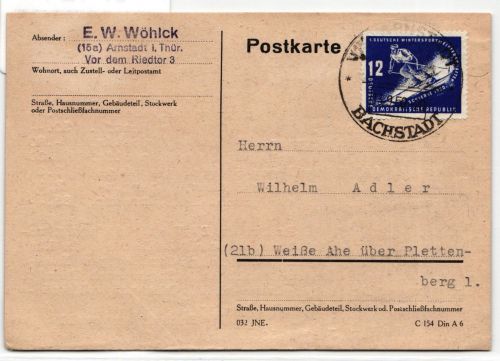 Absender:
E. W. Wöhlck
(15a) Arnstadt i. Thür.
Vor dem Riedtor 3
Wohnort, auch Zustell- oder Leitpostamt
Straße, Hausnummer, Gebäudeteil, Stockwerk
oder Postschließfachnummer
Postkarte
12
DEMOKRATISCHE REPUBLIK
BACHSTADT
Herrn
Wilhelm Adler
(21b) Weiße Ahe über Pletten-
berg 1.
Straße, Hausnummer, Gebäudeteil, Stockwerk od. Postschließfachnummer
032 JNE.
C 154 Din A 6